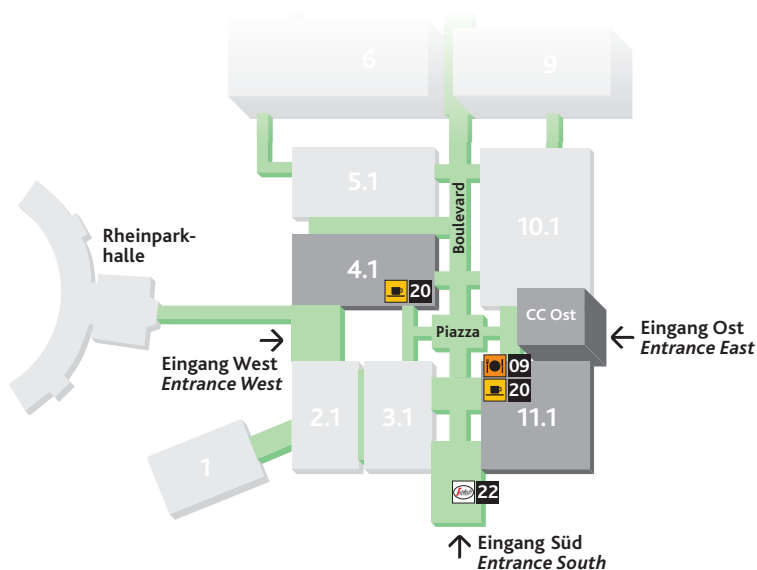 6
9
5.1
Boulevard
10.1
Rheinpark-
halle
4.1
20
CC Ost
Piazza
Eingang Ost
Entrance East
Eingang West
Entrance West
09
20
2.1
3.1
11.1
1
22
Eingang Süd
Entrance South